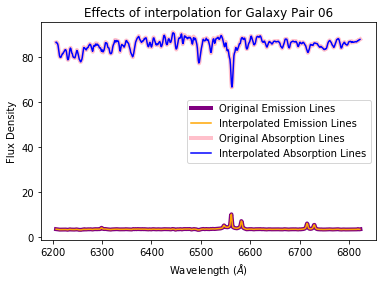 Effects of interpolation for Galaxy Pair 06
Flux Density
80
60
40
20
0
Original Emission Lines
Interpolated Emission Lines
Original Absorption Lines
Interpolated Absorption Lines
6200 6300 6400 6500 6600 6700 6800
Wavelength (Å)